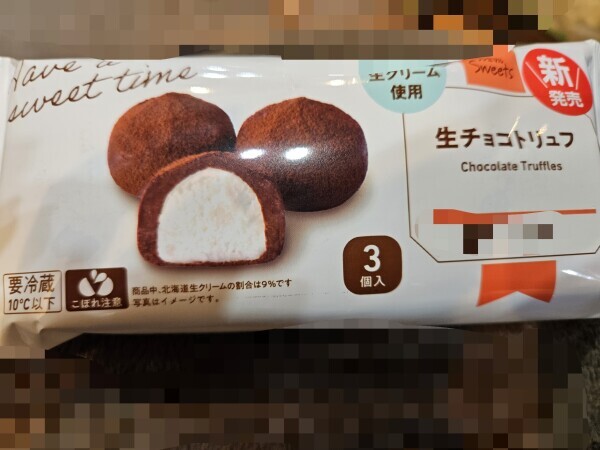 Have a
sweet time
生クリーム
使用
Sweets
新
発売
生チョコトリュフ
Chocolate Truffles
3
個入
要冷蔵
10℃以下
こぼれ注意
商品中、北海道生クリームの割合は9%です
写真はイメージです。